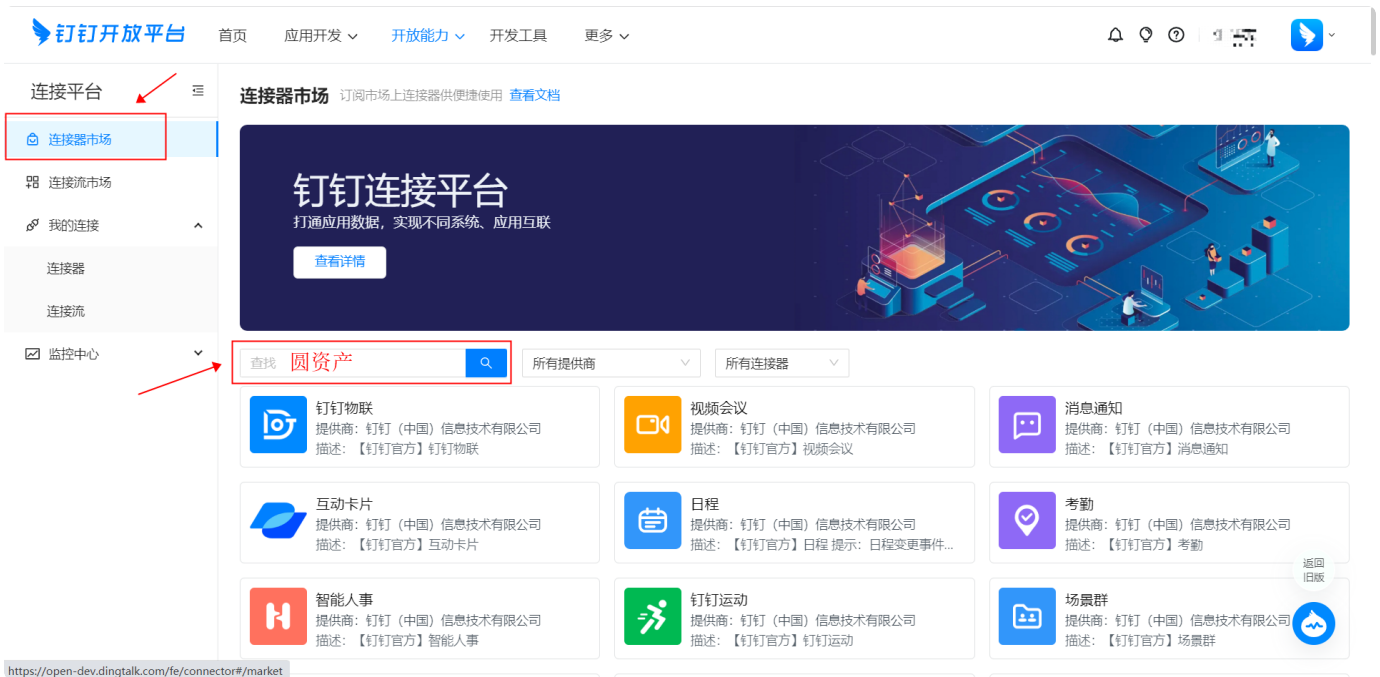 钉钉开放平台 首页 应用开发 开放能力 开发工具 更多
连接平台
连接器市场
连接流市场
我的连接
连接器
连接流
监控中心
连接器市场 订阅市场上连接器供便捷使用 查看文档
钉钉连接平台
打通应用数据，实现不同系统、应用互联
查看详情
查找 圆资产 所有提供商 所有连接器
钉钉物联
提供商：钉钉（中国）信息技术有限公司
描述：【钉钉官方】钉钉物联
视频会议
提供商：钉钉（中国）信息技术有限公司
描述：【钉钉官方】视频会议
消息通知
提供商：钉钉（中国）信息技术有限公司
描述：【钉钉官方】消息通知
互动卡片
提供商：钉钉（中国）信息技术有限公司
描述：【钉钉官方】互动卡片
日程
提供商：钉钉（中国）信息技术有限公司
描述：【钉钉官方】日程 提示：日程变更事件...
考勤
提供商：钉钉（中国）信息技术有限公司
描述：【钉钉官方】考勤
智能人事
提供商：钉钉（中国）信息技术有限公司
描述：【钉钉官方】智能人事
钉钉运动
提供商：钉钉（中国）信息技术有限公司
描述：【钉钉官方】钉钉运动
场景群
提供商：钉钉（中国）信息技术有限公司
描述：【钉钉官方】场景群
返回
旧版
https://open-dev.dingtalk.com/fe/connector#/market